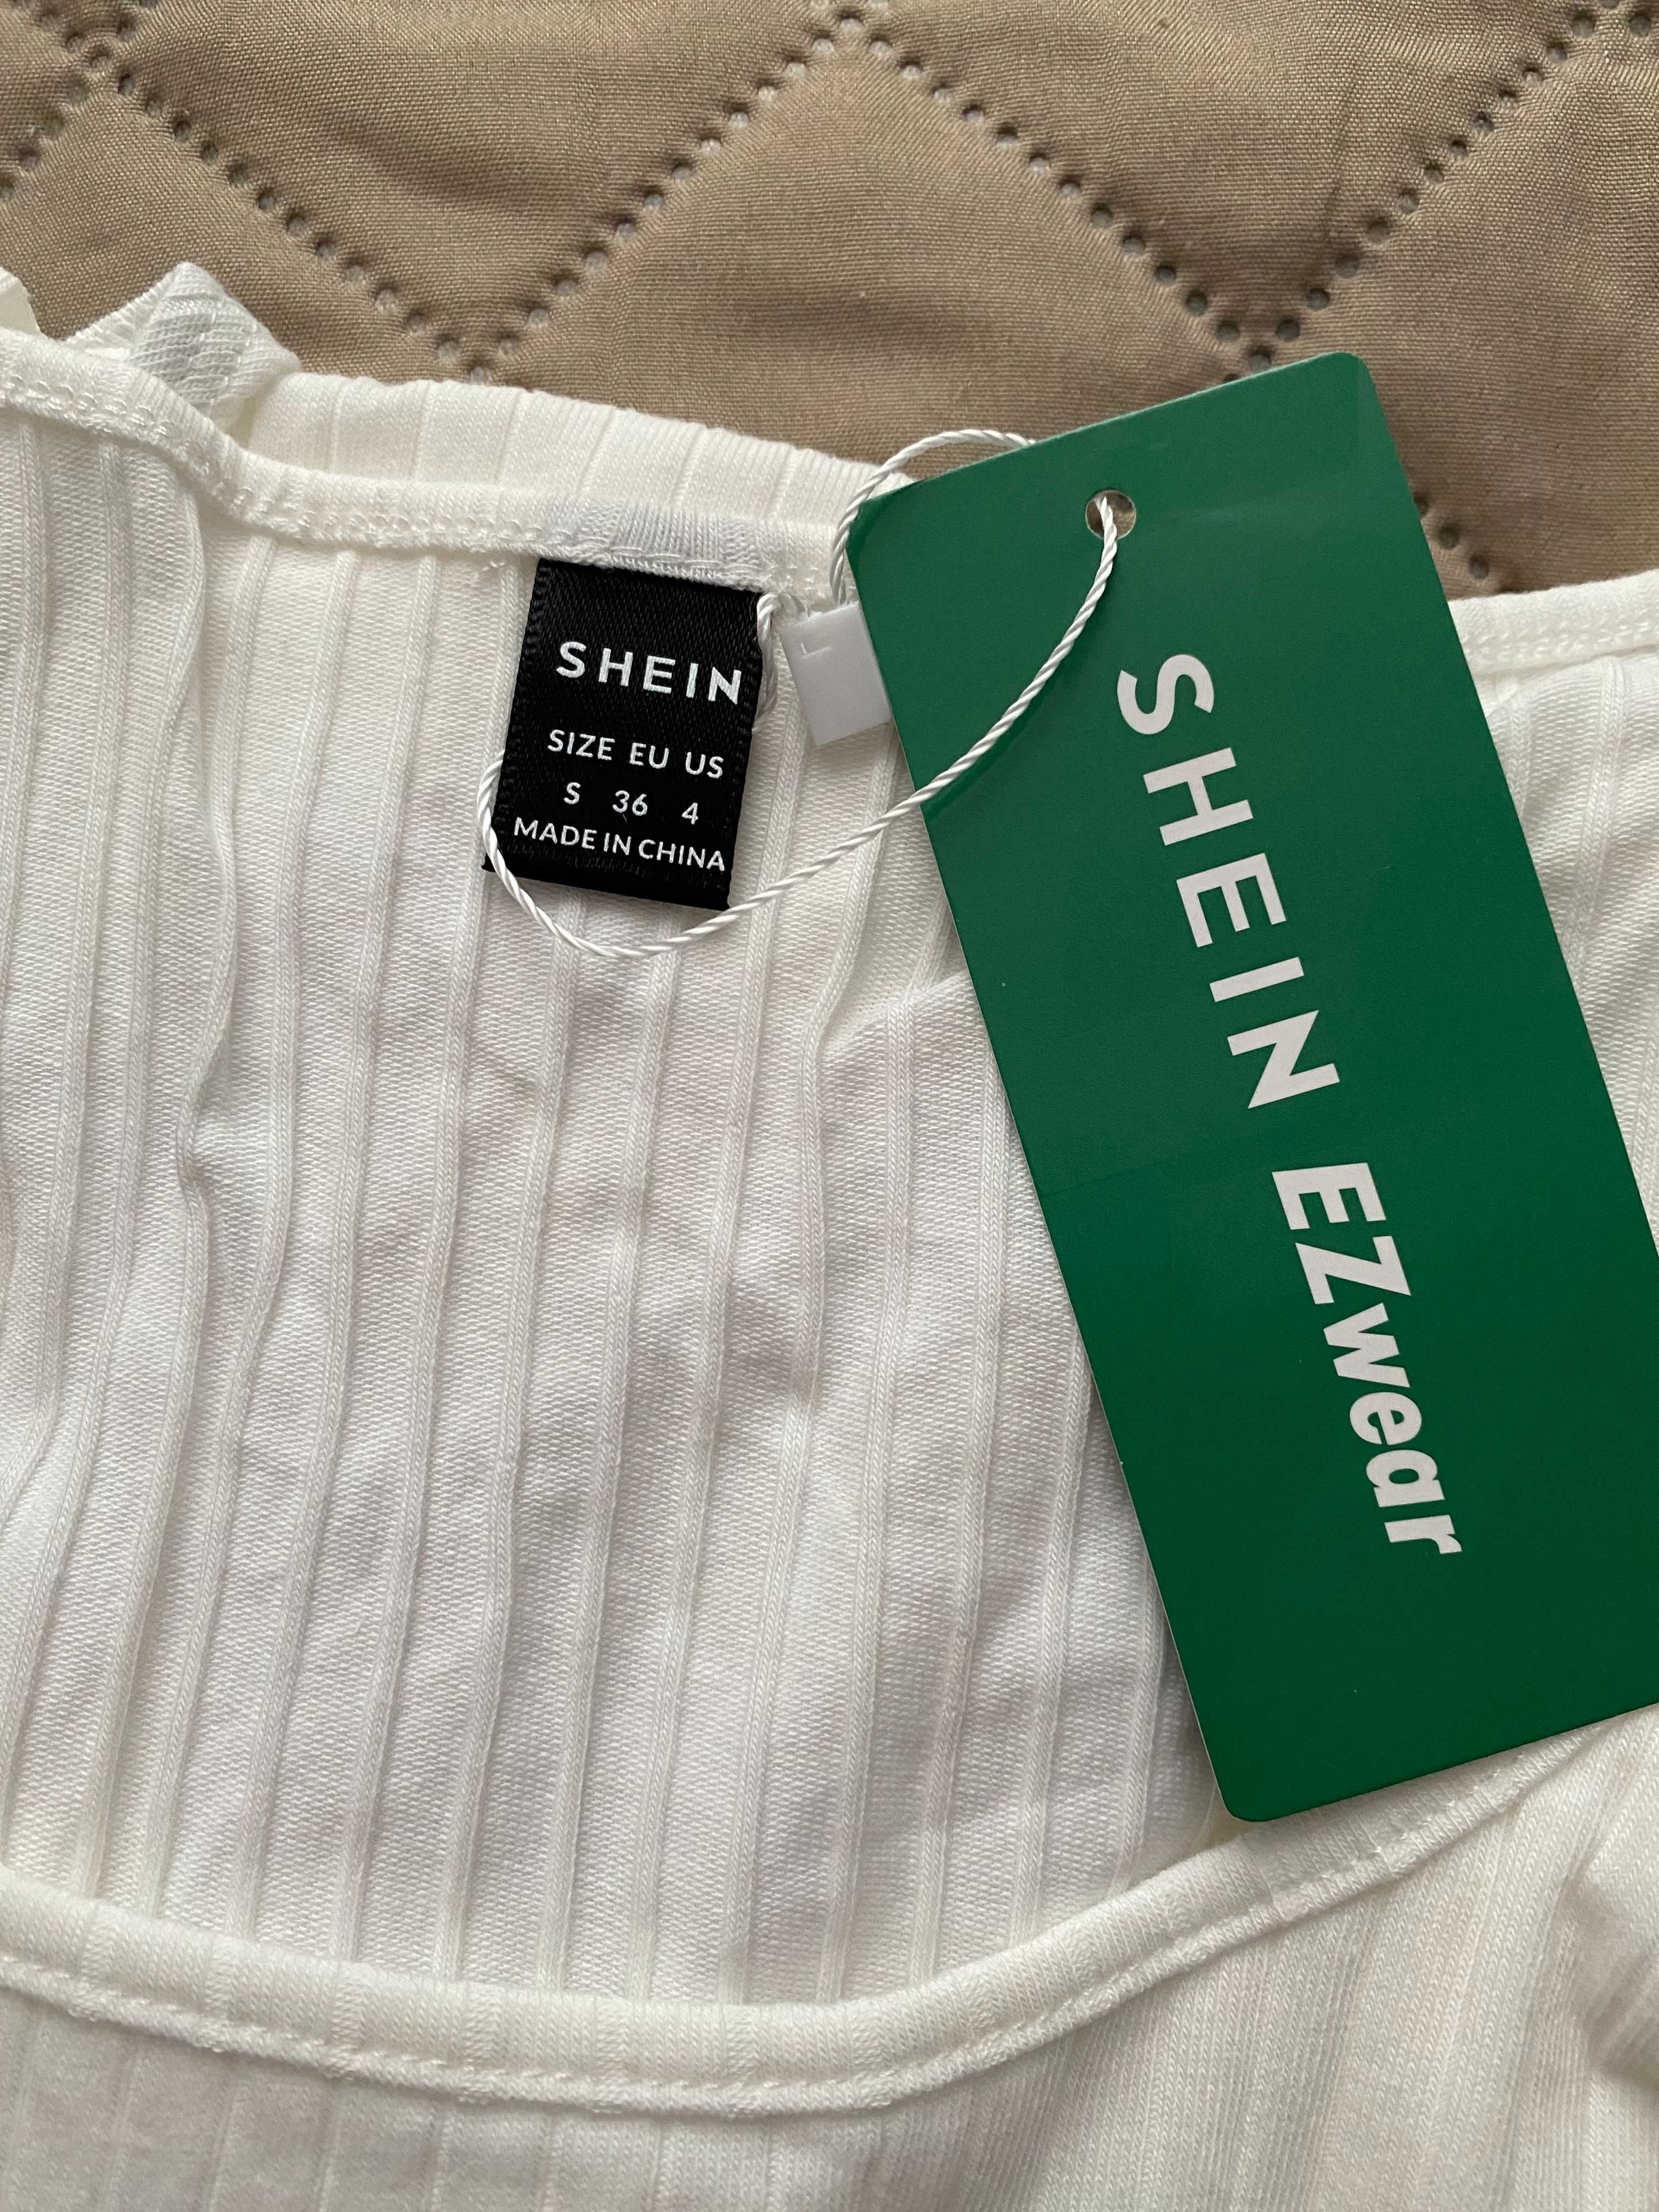 SHEIN
SIZE EU US
S 36 4
MADE IN CHINA
SHEIN EZwear